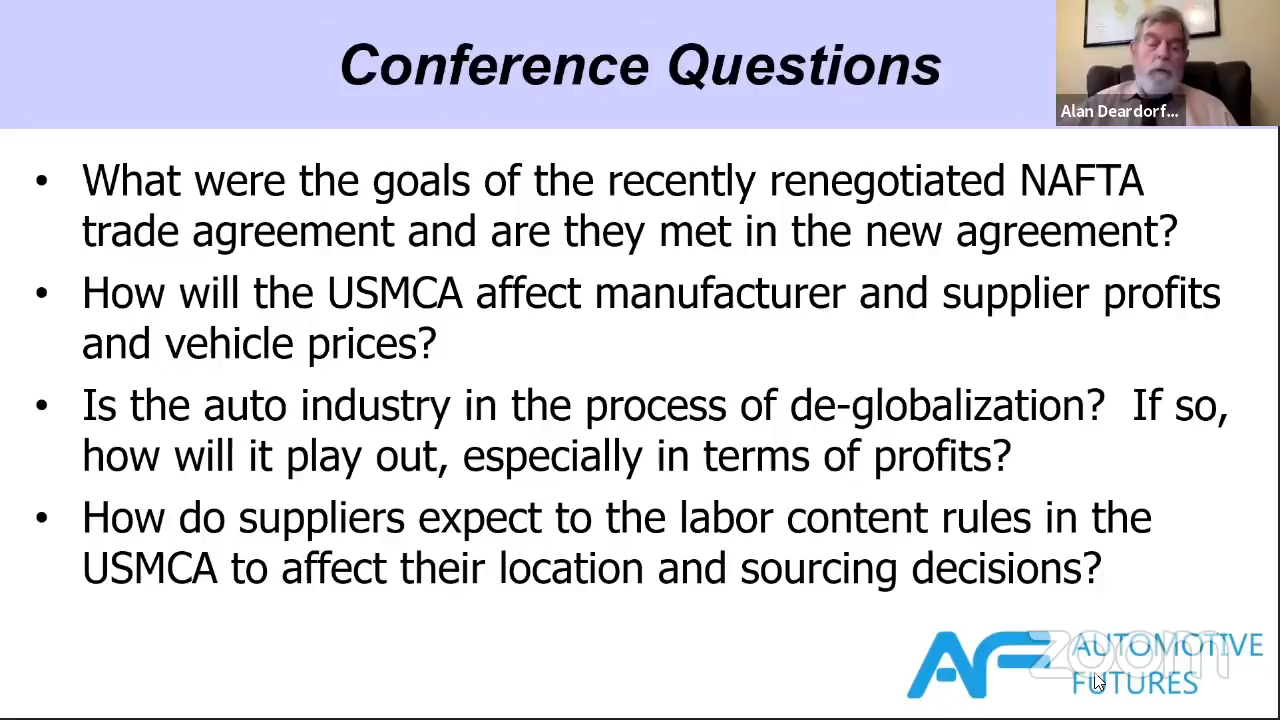 Conference Questions
Alan Deardorf...
• What were the goals of the recently renegotiated NAFTA
trade agreement and are they met in the new agreement?
• How will the USMCA affect manufacturer and supplier profits
and vehicle prices?
• Is the auto industry in the process of de-globalization? If so,
how will it play out, especially in terms of profits?
• How do suppliers expect to the labor content rules in the
USMCA to affect their location and sourcing decisions?
AF AUTOMOTIVE
FUTURES
zoom